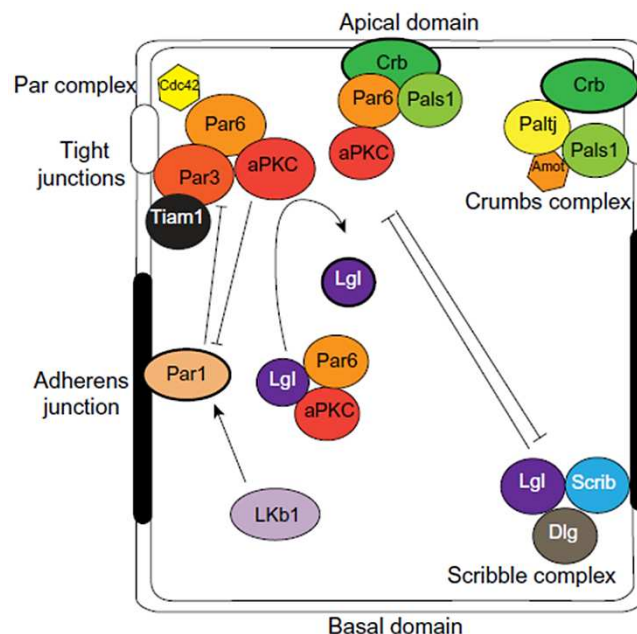 Apical domain
Par complex
Cdc42
Crb
Crb
Par6
Par6
Pals1
Paltj
Tight
junctions
Pals1
Par3
aPKC
aPKC
Amot
Tiam1
Crumbs complex
Lgl
Adherens
junction
Par1
Lgl
Par6
aPKC
LKb1
Lgl
Scrib
Dlg
Scribble complex
Basal domain